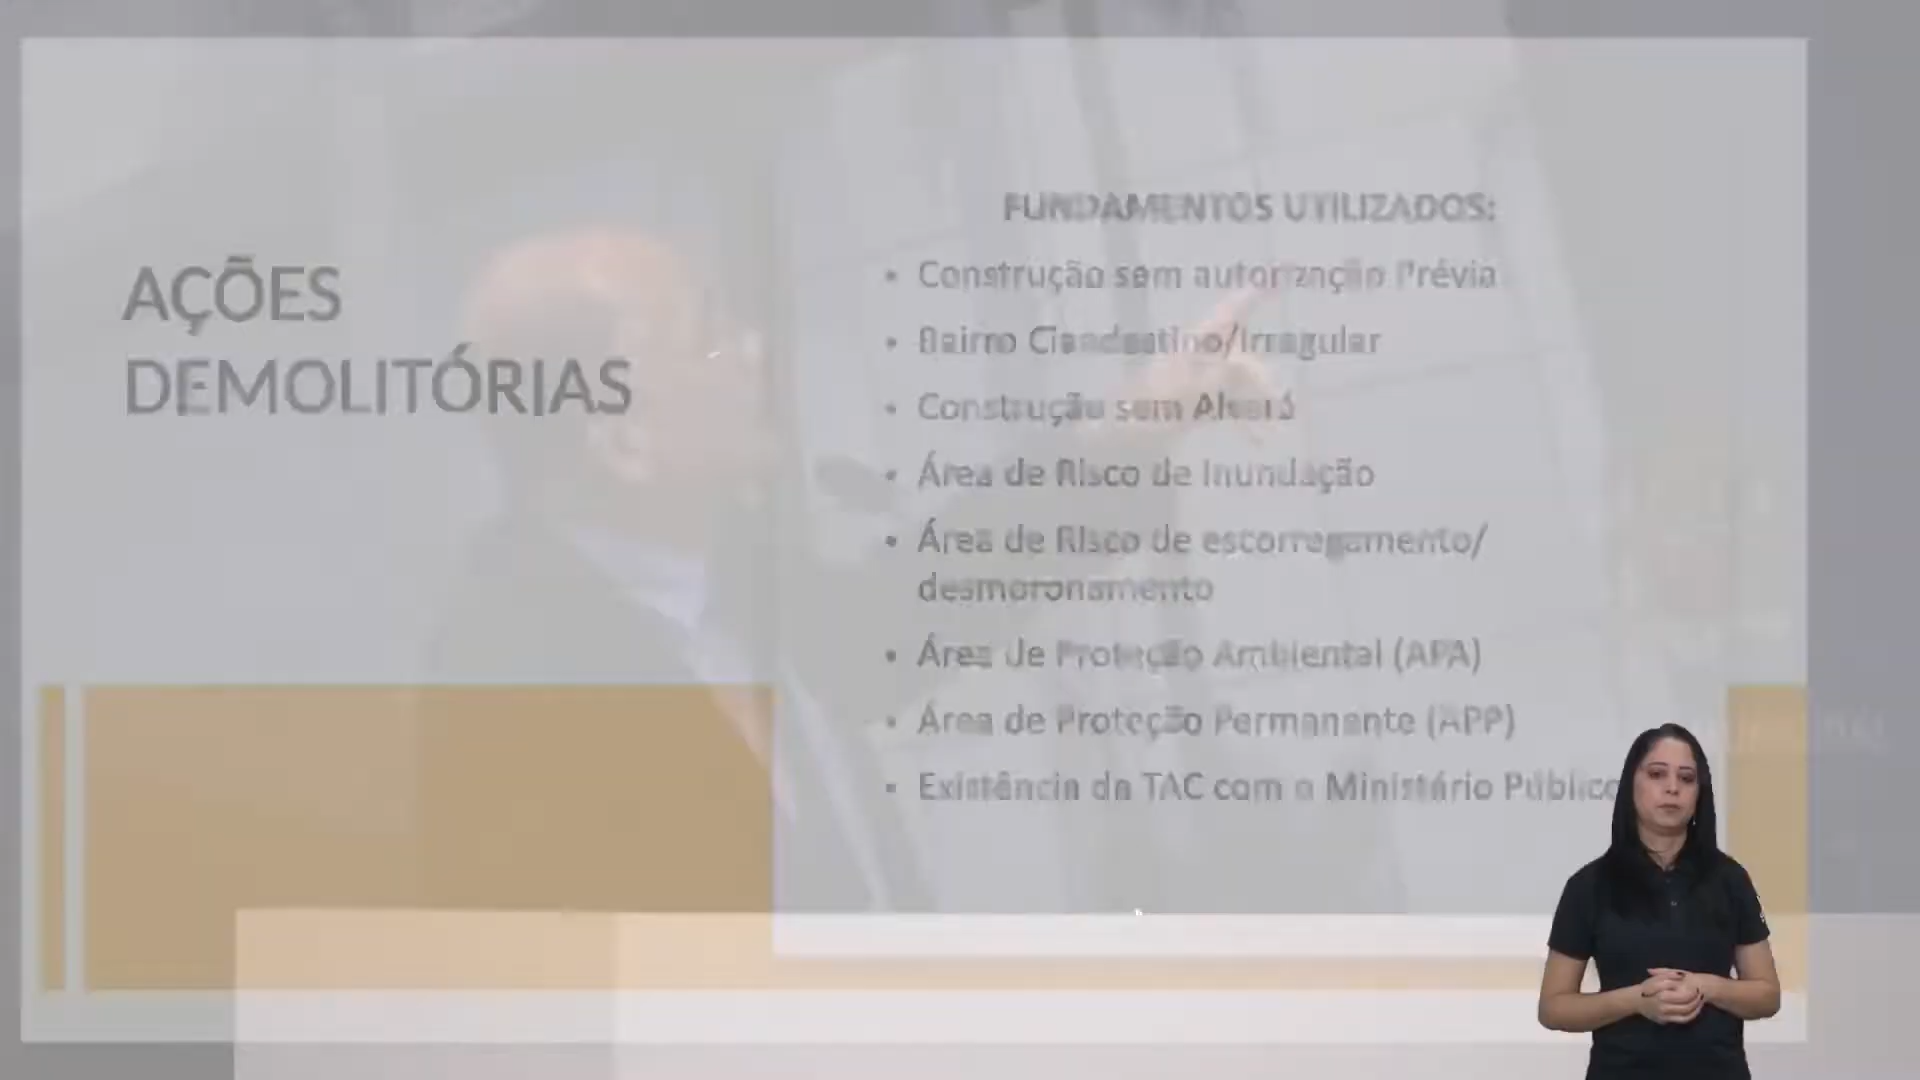 AÇÕES
DEMOLITÓRIAS
FUNDAMENTOS UTILIZADOS:
• Construção sem autorização Prévia
• Bairro Clandestino/Irregular
• Construção sem Alvará
• Área de Risco de Inundação
• Área de Risco de escorregamento/
desmoronamento
• Área de Proteção Ambiental (APA)
• Área de Proteção Permanente (APP)
• Existência de TAC com o Ministério Público